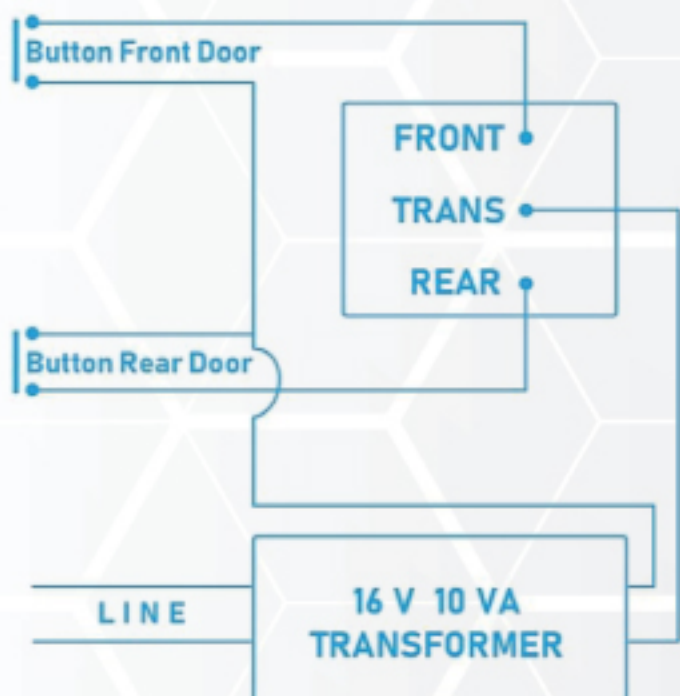 Button Front Door
FRONT
TRANS
REAR
Button Rear Door
LINE
16 V 10 VA
TRANSFORMER